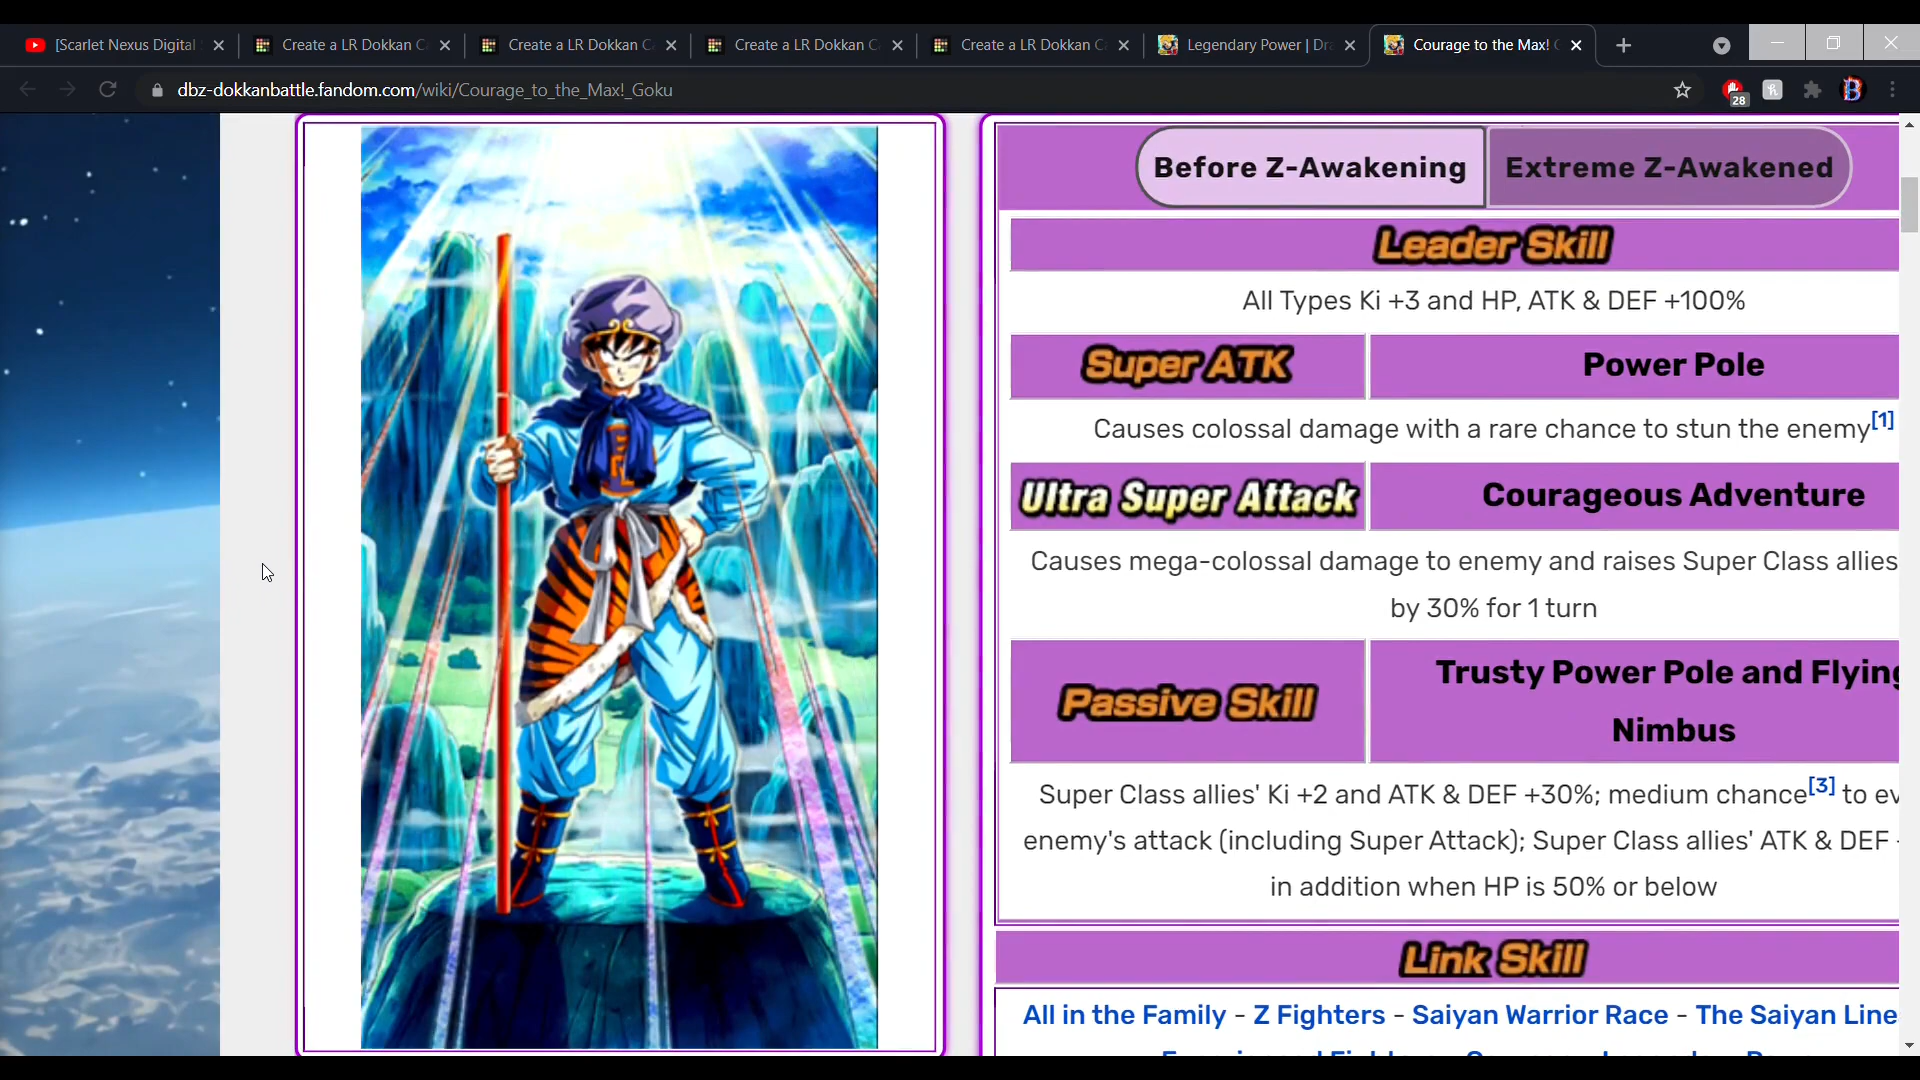 [Scarlet Nexus Digital
Create a LR Dokkan C
Create a LR Dokkan C
Create a LR Dokkan C
Create a LR Dokkan C
Legendary Power | Dra
Courage to the Max!
dbz-dokkanbattle.fandom.com/wiki/Courage_to_the_Max!_Goku
28
Before Z-Awakening
Extreme Z-Awakened
Leader Skill
All Types Ki +3 and HP, ATK & DEF +100%
Super ATK
Power Pole
Causes colossal damage with a rare chance to stun the enemy[1]
Ultra Super Attack
Courageous Adventure
Causes mega-colossal damage to enemy and raises Super Class allies
by 30% for 1 turn
Passive Skill
Trusty Power Pole and Flying
Nimbus
Super Class allies' Ki +2 and ATK & DEF +30%; medium chance[3] to ev
enemy's attack (including Super Attack); Super Class allies' ATK & DEF
in addition when HP is 50% or below
Link Skill
All in the Family - Z Fighters - Saiyan Warrior Race - The Saiyan Line